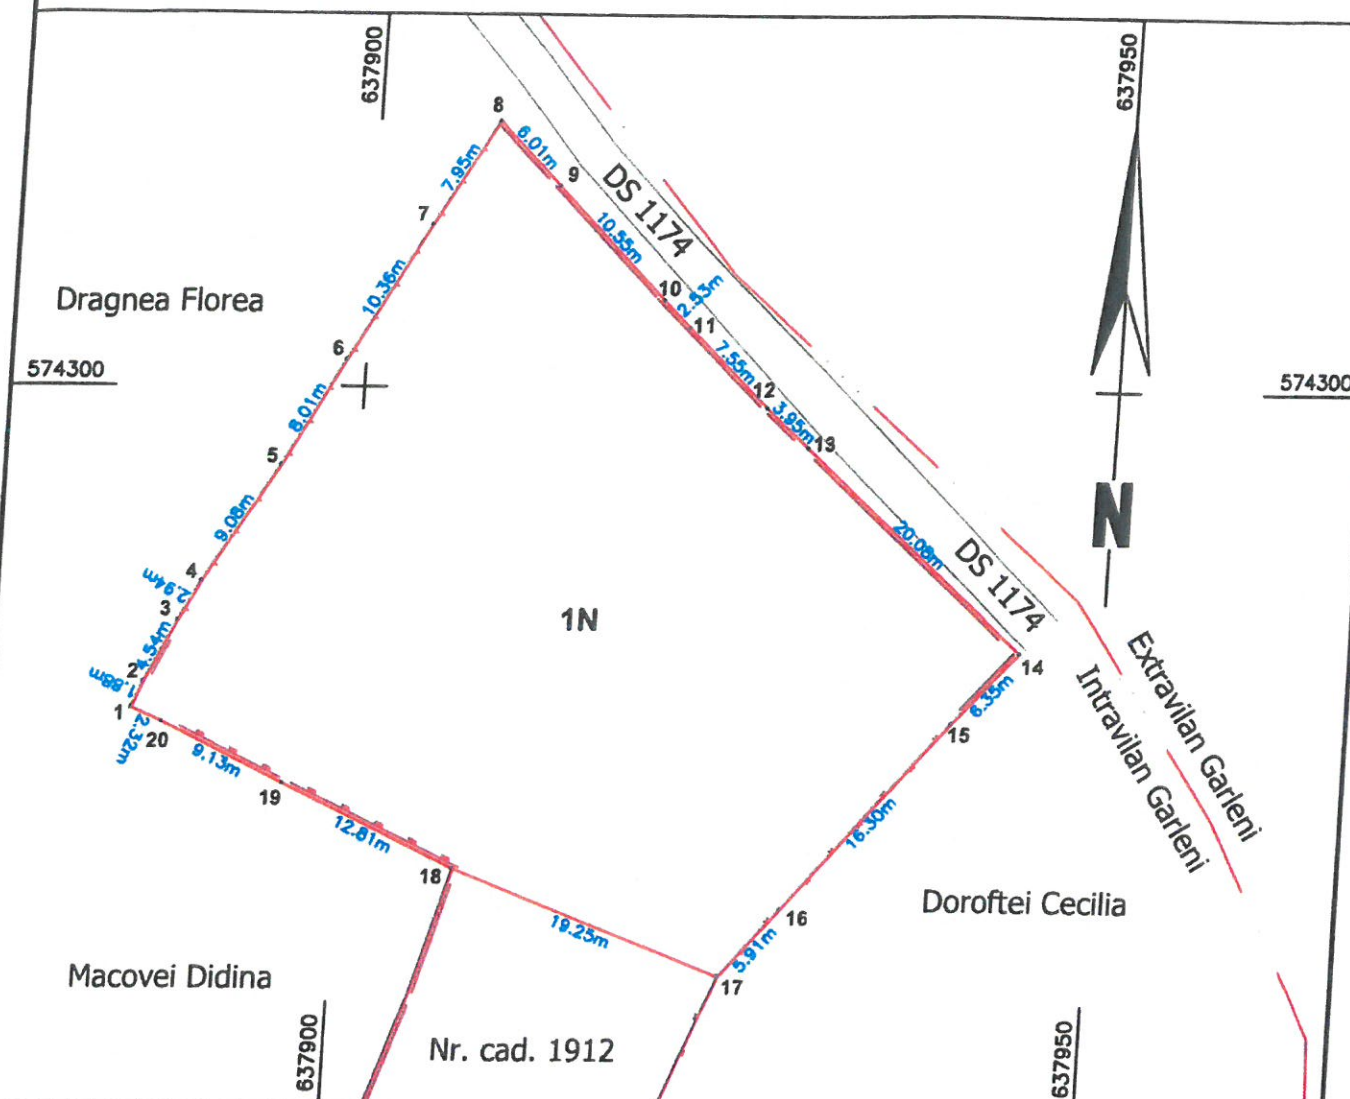 637900
637950
8
6.01m
7.95m
9
DS 1174
7
10.55m
10.36m
10
2.53m
Dragnea Florea
11
6
7.55m
574300
574300
12
8.01m
3.95m
13
5
9.08m
20.08m
N
DS 1174
4
2.94m
3
1N
4.54m
14
2
1.88m
6.35m
Extravilan Garleni
Intravilan Garleni
1
2.32m
20
15
9.13m
19
12.81m
16.30m
18
Doroftei Cecilia
16
19.25m
5.91m
Macovei Didina
17
637900
Nr. cad. 1912
637950